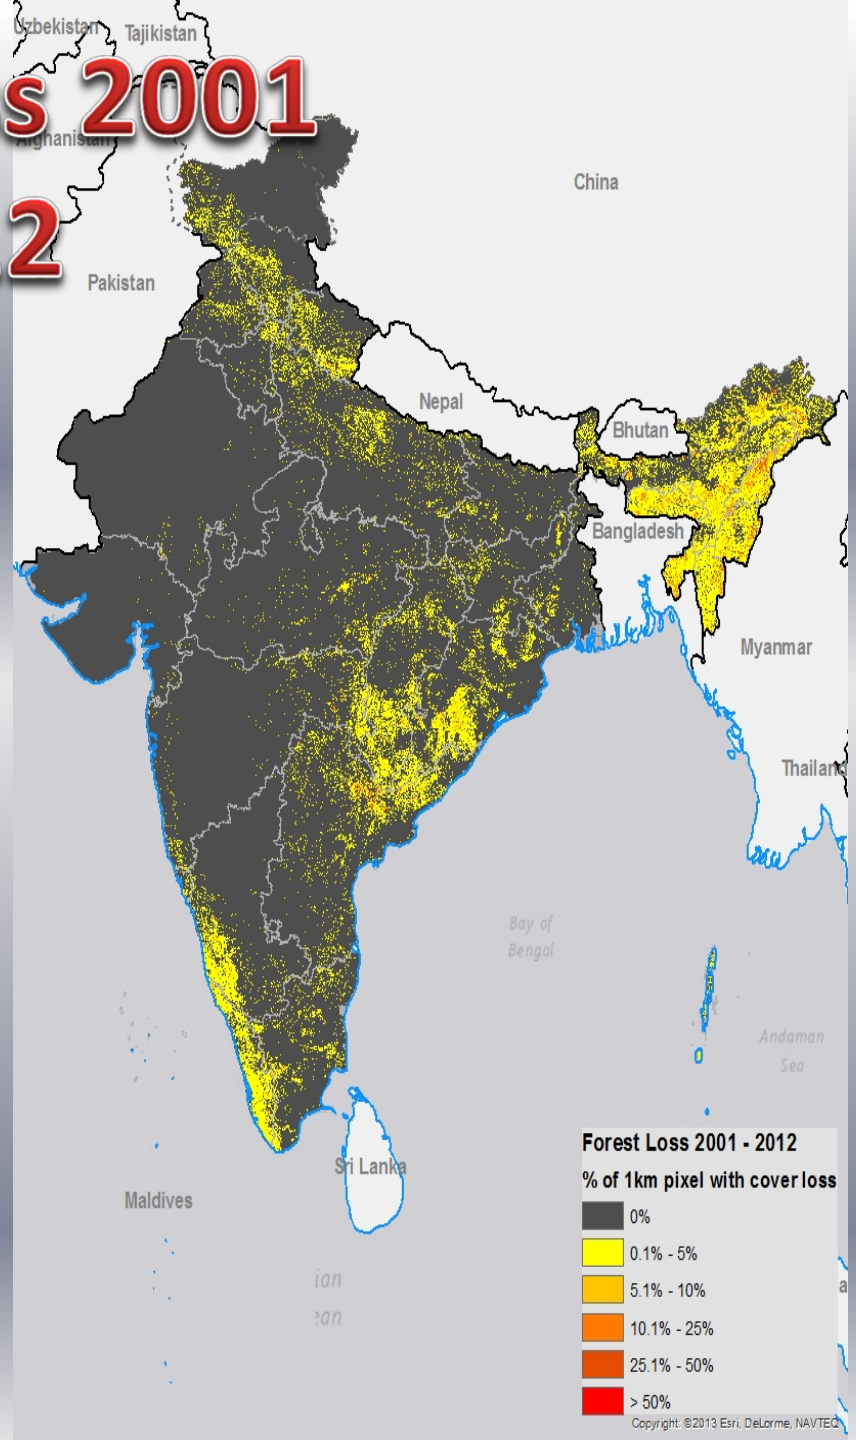 Uzbekistan
Tajikistan
s 2001
Afghanistan
China
2
Pakistan
Nepal
Bhutan
Bangladesh
Myanmar
Thailand
Bay of
Bengal
Andaman
Sea
Sri Lanka
Maldives
ian
ean
Forest Loss 2001 - 2012
% of 1km pixel with cover loss
0%
0.1% - 5%
5.1% - 10%
10.1% - 25%
25.1% - 50%
> 50%
Copyright: ©2013 Esri, DeLorme, NAVTEQ